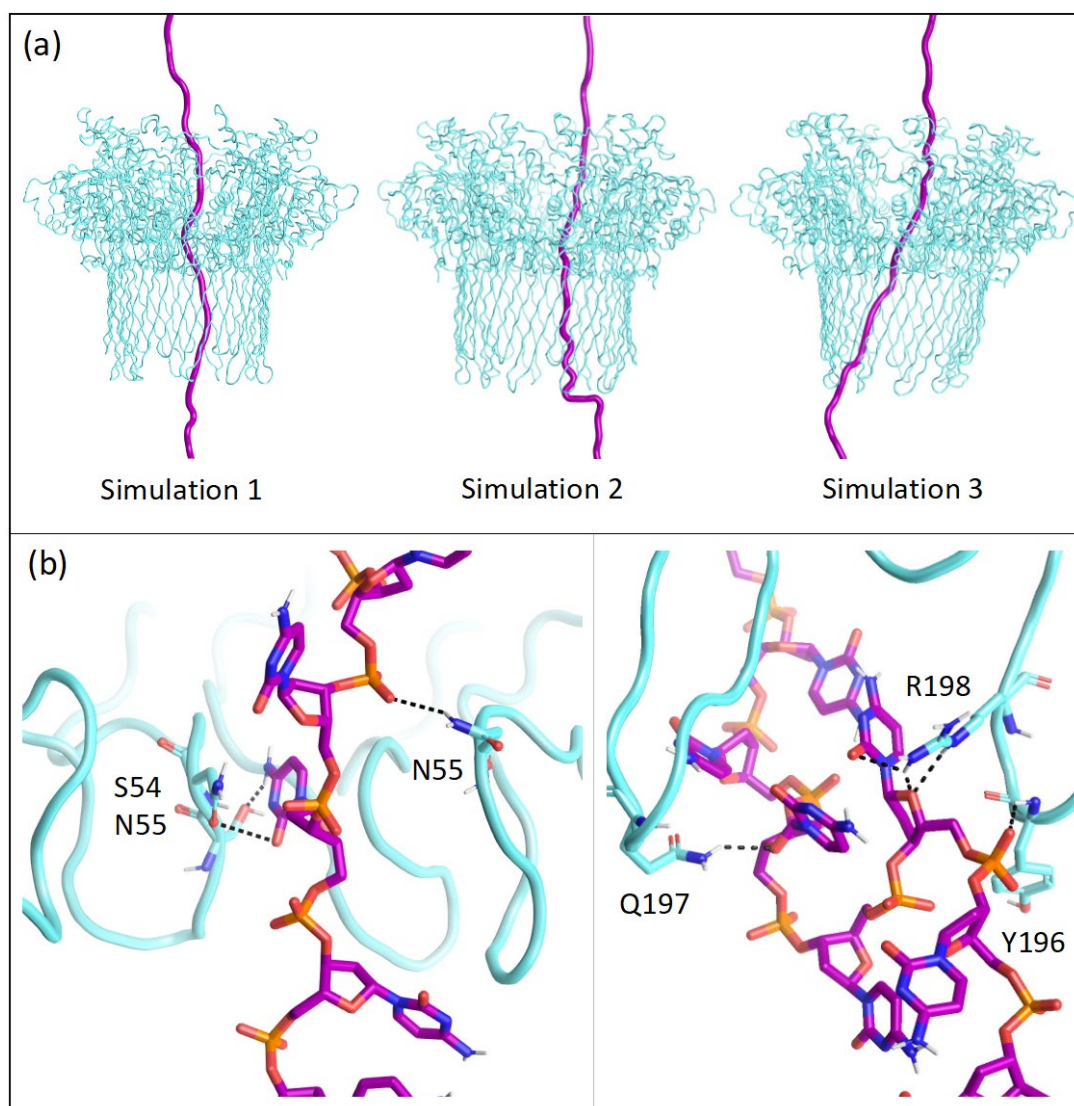 (a)
Simulation 1
Simulation 2
Simulation 3
(b)
S54
N55
N55
R198
Q197
Y196